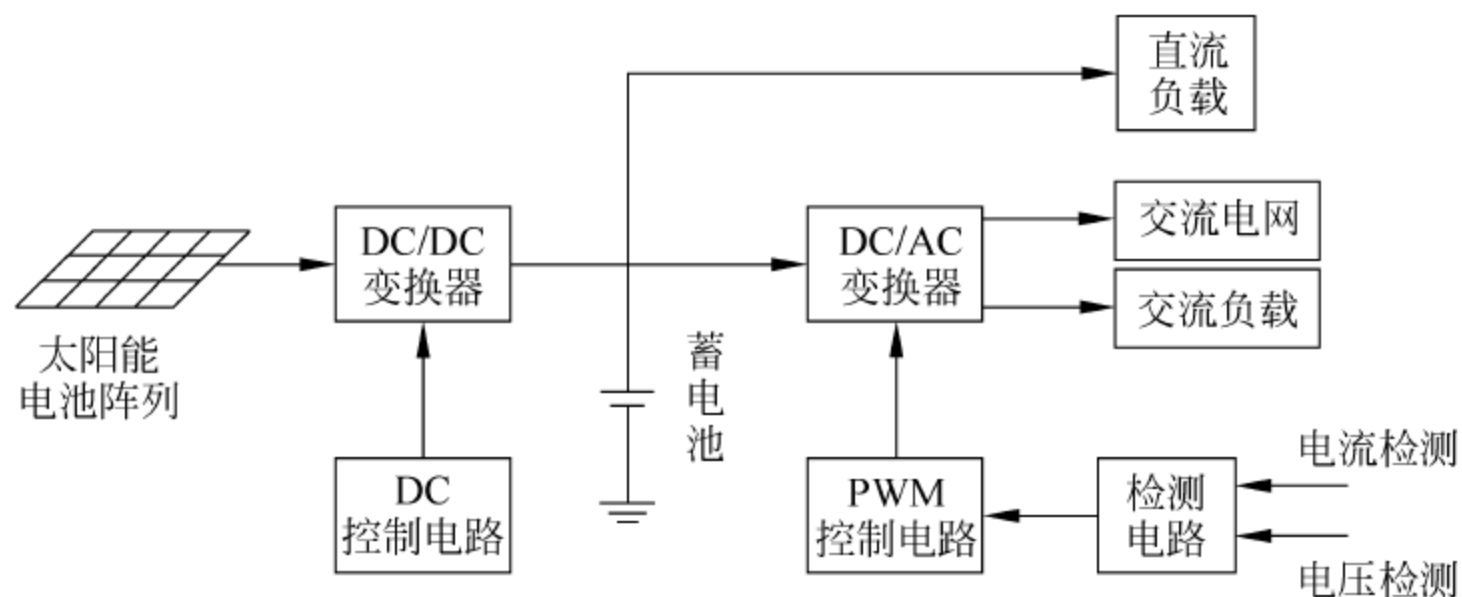 直流
负载
DC/DC
变换器
DC/AC
变换器
交流电网
交流负载
太阳能
电池阵列
蓄
电
池
DC
控制电路
PWM
控制电路
检测
电路
电流检测
电压检测